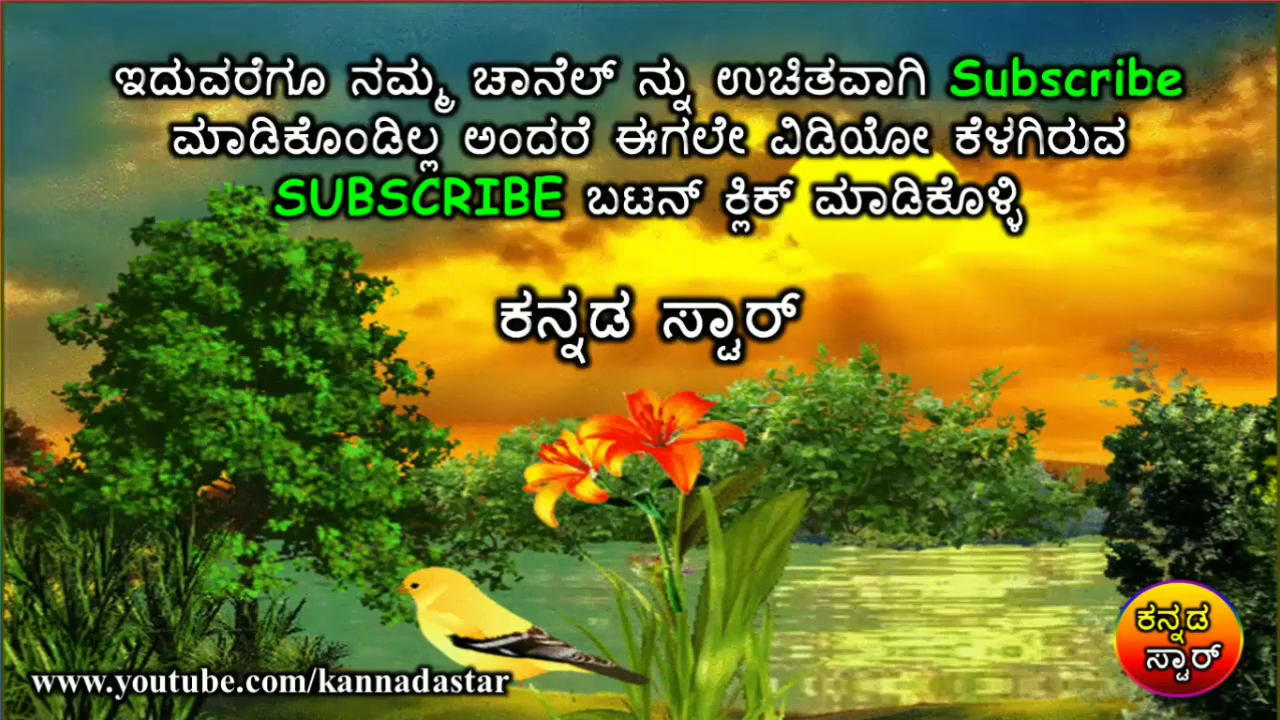 ಇದುವರೆಗೂ ನಮ್ಮ ಚಾನೆಲ್ ನ್ನು ಉಚಿತವಾಗಿ Subscribe
ಮಾಡಿಕೊಂಡಿಲ್ಲ ಅಂದರೆ ಈಗಲೇ ವಿಡಿಯೋ ಕೆಳಗಿರುವ
SUBSCRIBE ಬಟನ್ ಕ್ಲಿಕ್ ಮಾಡಿಕೊಳ್ಳಿ
ಕನ್ನಡ ಸ್ಟಾರ್
ಕನ್ನಡ
ಸ್ಟಾರ್
www.youtube.com/kannadastar